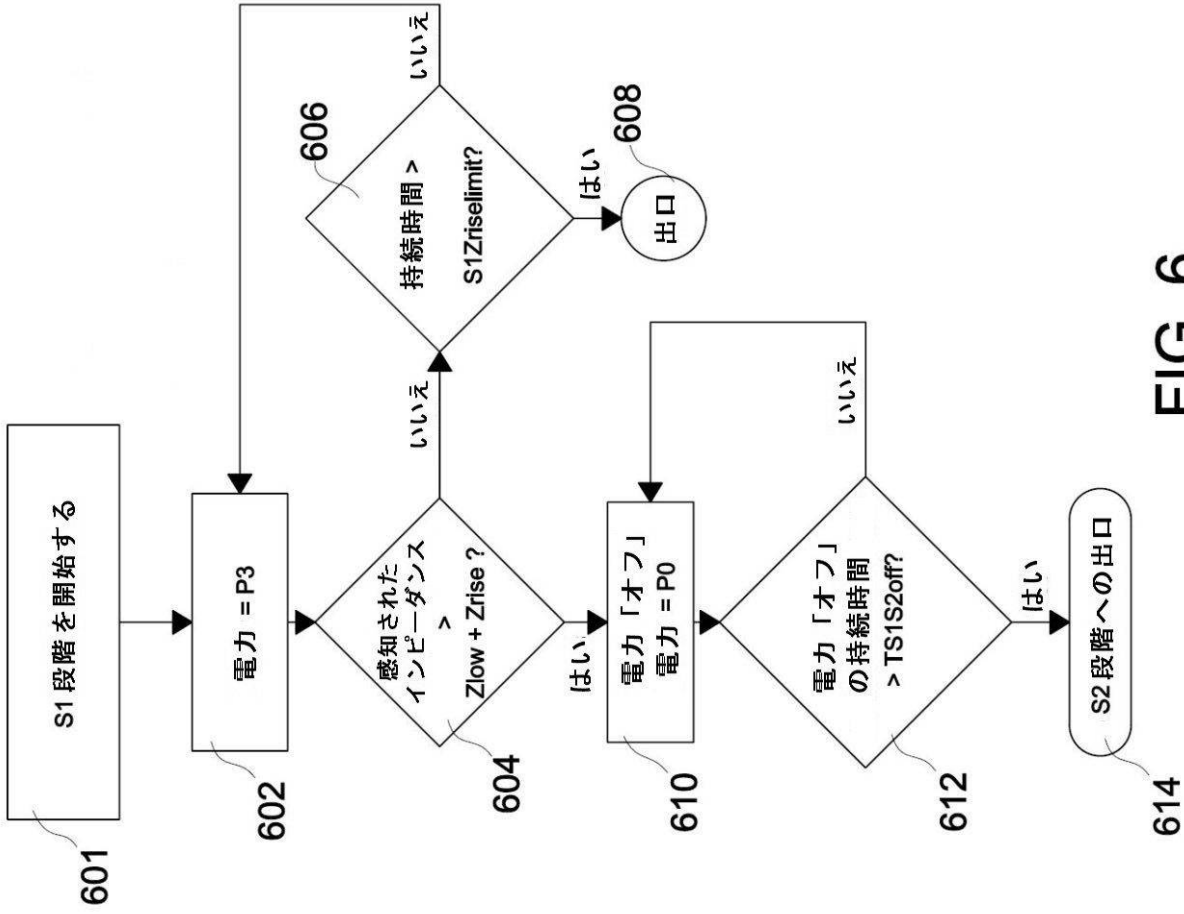 601
S1 段階を開始する
602
電力 = P3
604
感知された
インピーダンス
>
Zlow + Zrise ?
いいえ
はい
606
持続時間 >
S1Zriselimit?
いいえ
はい
608
出口
610
電力「オフ」
電力 = P0
612
電力「オフ」
の持続時間
> TS1S2off?
いいえ
はい
614
S2 段階への出口
FIG. 6